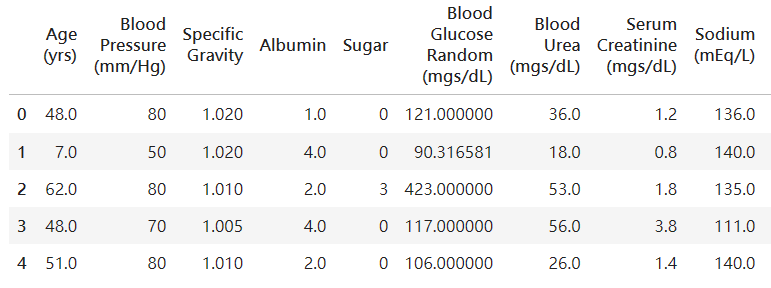 Age (yrs) Blood Pressure (mm/Hg) Specific Gravity Albumin Sugar Blood Glucose Random (mgs/dL) Blood Urea (mgs/dL) Serum Creatinine (mgs/dL) Sodium (mEq/L)
0 48.0 80 1.020 1.0 0 121.000000 36.0 1.2 136.0
1 7.0 50 1.020 4.0 0 90.316581 18.0 0.8 140.0
2 62.0 80 1.010 2.0 3 423.000000 53.0 1.8 135.0
3 48.0 70 1.005 4.0 0 117.000000 56.0 3.8 111.0
4 51.0 80 1.010 2.0 0 106.000000 26.0 1.4 140.0